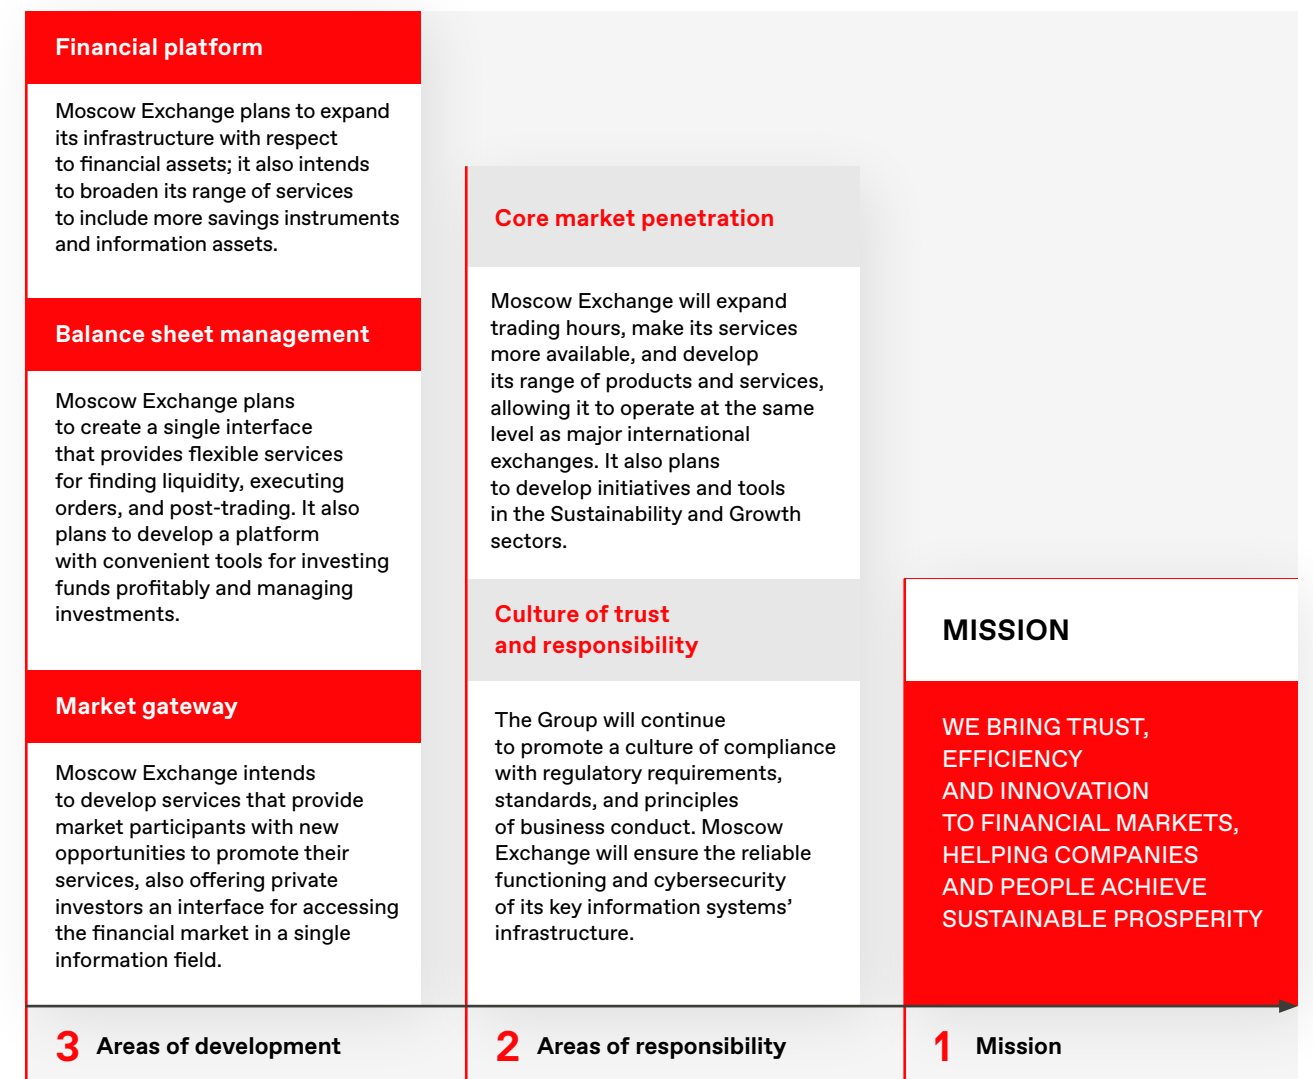 Financial platform
Moscow Exchange plans to expand
its infrastructure with respect
to financial assets; it also intends
to broaden its range of services
to include more savings instruments
and information assets.
Balance sheet management
Moscow Exchange plans
to create a single interface
that provides flexible services
for finding liquidity, executing
orders, and post-trading. It also
plans to develop a platform
with convenient tools for investing
funds profitably and managing
investments.
Market gateway
Moscow Exchange intends
to develop services that provide
market participants with new
opportunities to promote their
services, also offering private
investors an interface for accessing
the financial market in a single
information field.
3 Areas of development
Core market penetration
Moscow Exchange will expand
trading hours, make its services
more available, and develop
its range of products and services,
allowing it to operate at the same
level as major international
exchanges. It also plans
to develop initiatives and tools
in the Sustainability and Growth
sectors.
Culture of trust
and responsibility
The Group will continue
to promote a culture of compliance
with regulatory requirements,
standards, and principles
of business conduct. Moscow
Exchange will ensure the reliable
functioning and cybersecurity
of its key information systems’
infrastructure.
2 Areas of responsibility
MISSION
WE BRING TRUST,
EFFICIENCY
AND INNOVATION
TO FINANCIAL MARKETS,
HELPING COMPANIES
AND PEOPLE ACHIEVE
SUSTAINABLE PROSPERITY
1 Mission